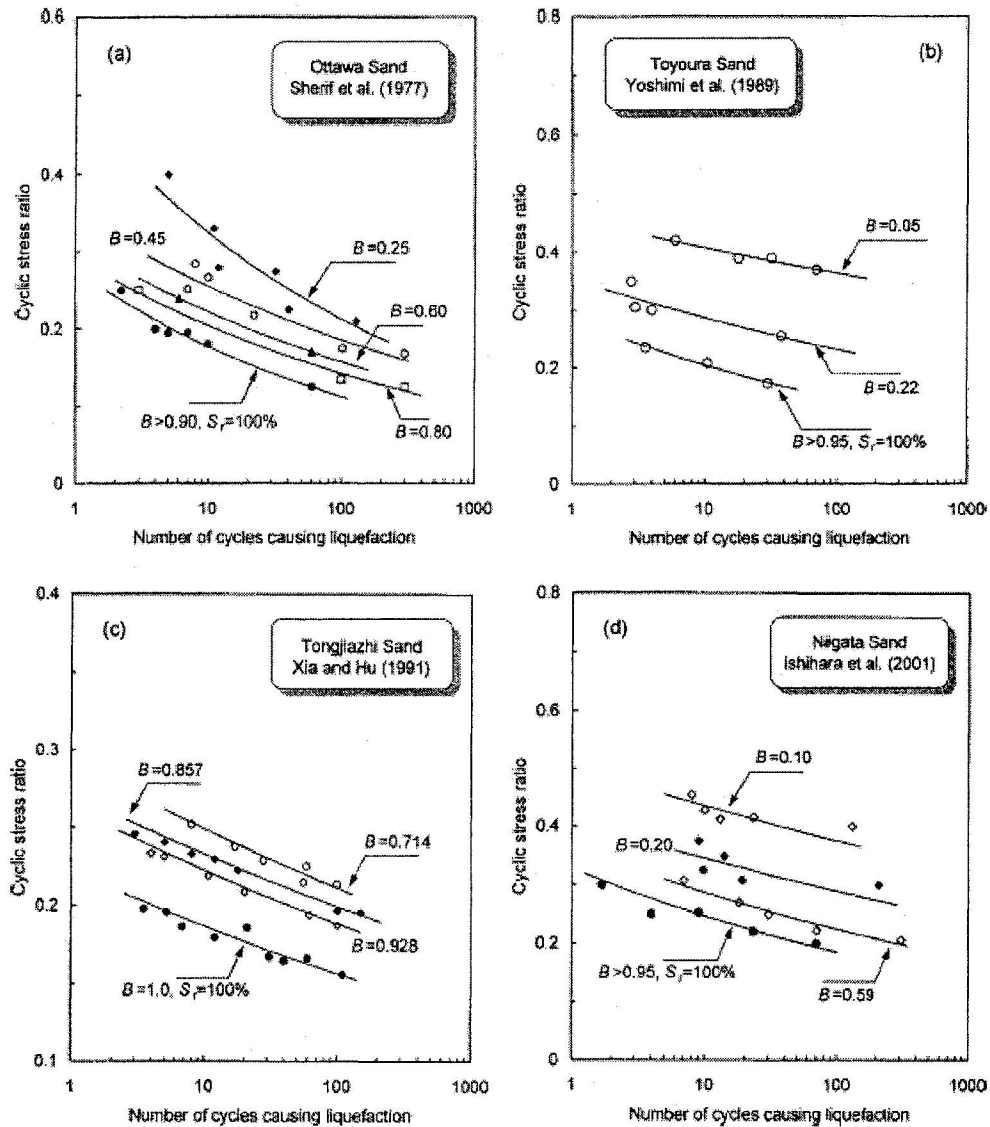 0.6
(a)
Ottawa Sand
Sherif et al. (1977)
0.4
B=0.45
B=0.25
B=0.60
0.2
B>0.90, Sr=100%
B=0.80
0
1
10
100
1000
Cyclic stress ratio
Number of cycles causing liquefaction
0.8
(b)
Toyoura Sand
Yoshimi et al. (1989)
0.6
B=0.05
0.4
0.2
B=0.22
B>0.95, Sr=100%
0
1
10
100
1000
Cyclic stress ratio
Number of cycles causing liquefaction
0.4
(c)
Tongjiazhi Sand
Xia and Hu (1991)
0.3
B=0.857
B=0.714
0.2
B=0.928
B=1.0, Sr=100%
0.1
1
10
100
1000
Cyclic stress ratio
Number of cycles causing liquefaction
0.8
(d)
Niigata Sand
Ishihara et al. (2001)
0.6
B=0.10
0.4
B=0.20
0.2
B>0.95, Sr=100%
B=0.59
0
1
10
100
1000
Cyclic stress ratio
Number of cycles causing liquefaction